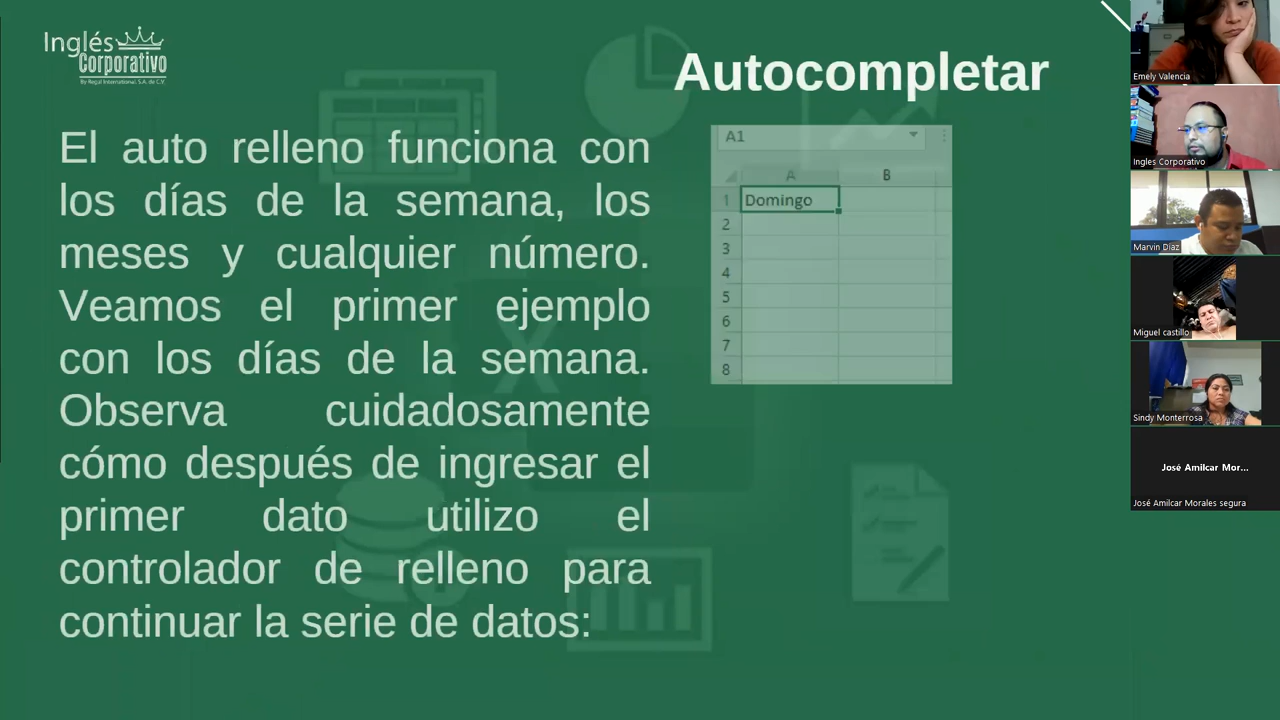 Inglés
Corporativo
By Regal International, S.A. de C.V.
Autocompletar
El auto relleno funciona con
los días de la semana, los
meses y cualquier número.
Veamos el primer ejemplo
con los días de la semana.
Observa cuidadosamente
cómo después de ingresar el
primer dato utilizo el
controlador de relleno para
continuar la serie de datos:
A1
A B
1 Domingo
2
3
4
5
6
7
8
Emely Valencia
Ingles Corporativo
Marvin Díaz
Miguel castillo
Sindy Monterrosa
José Amilcar Mor...
José Amilcar Morales segura